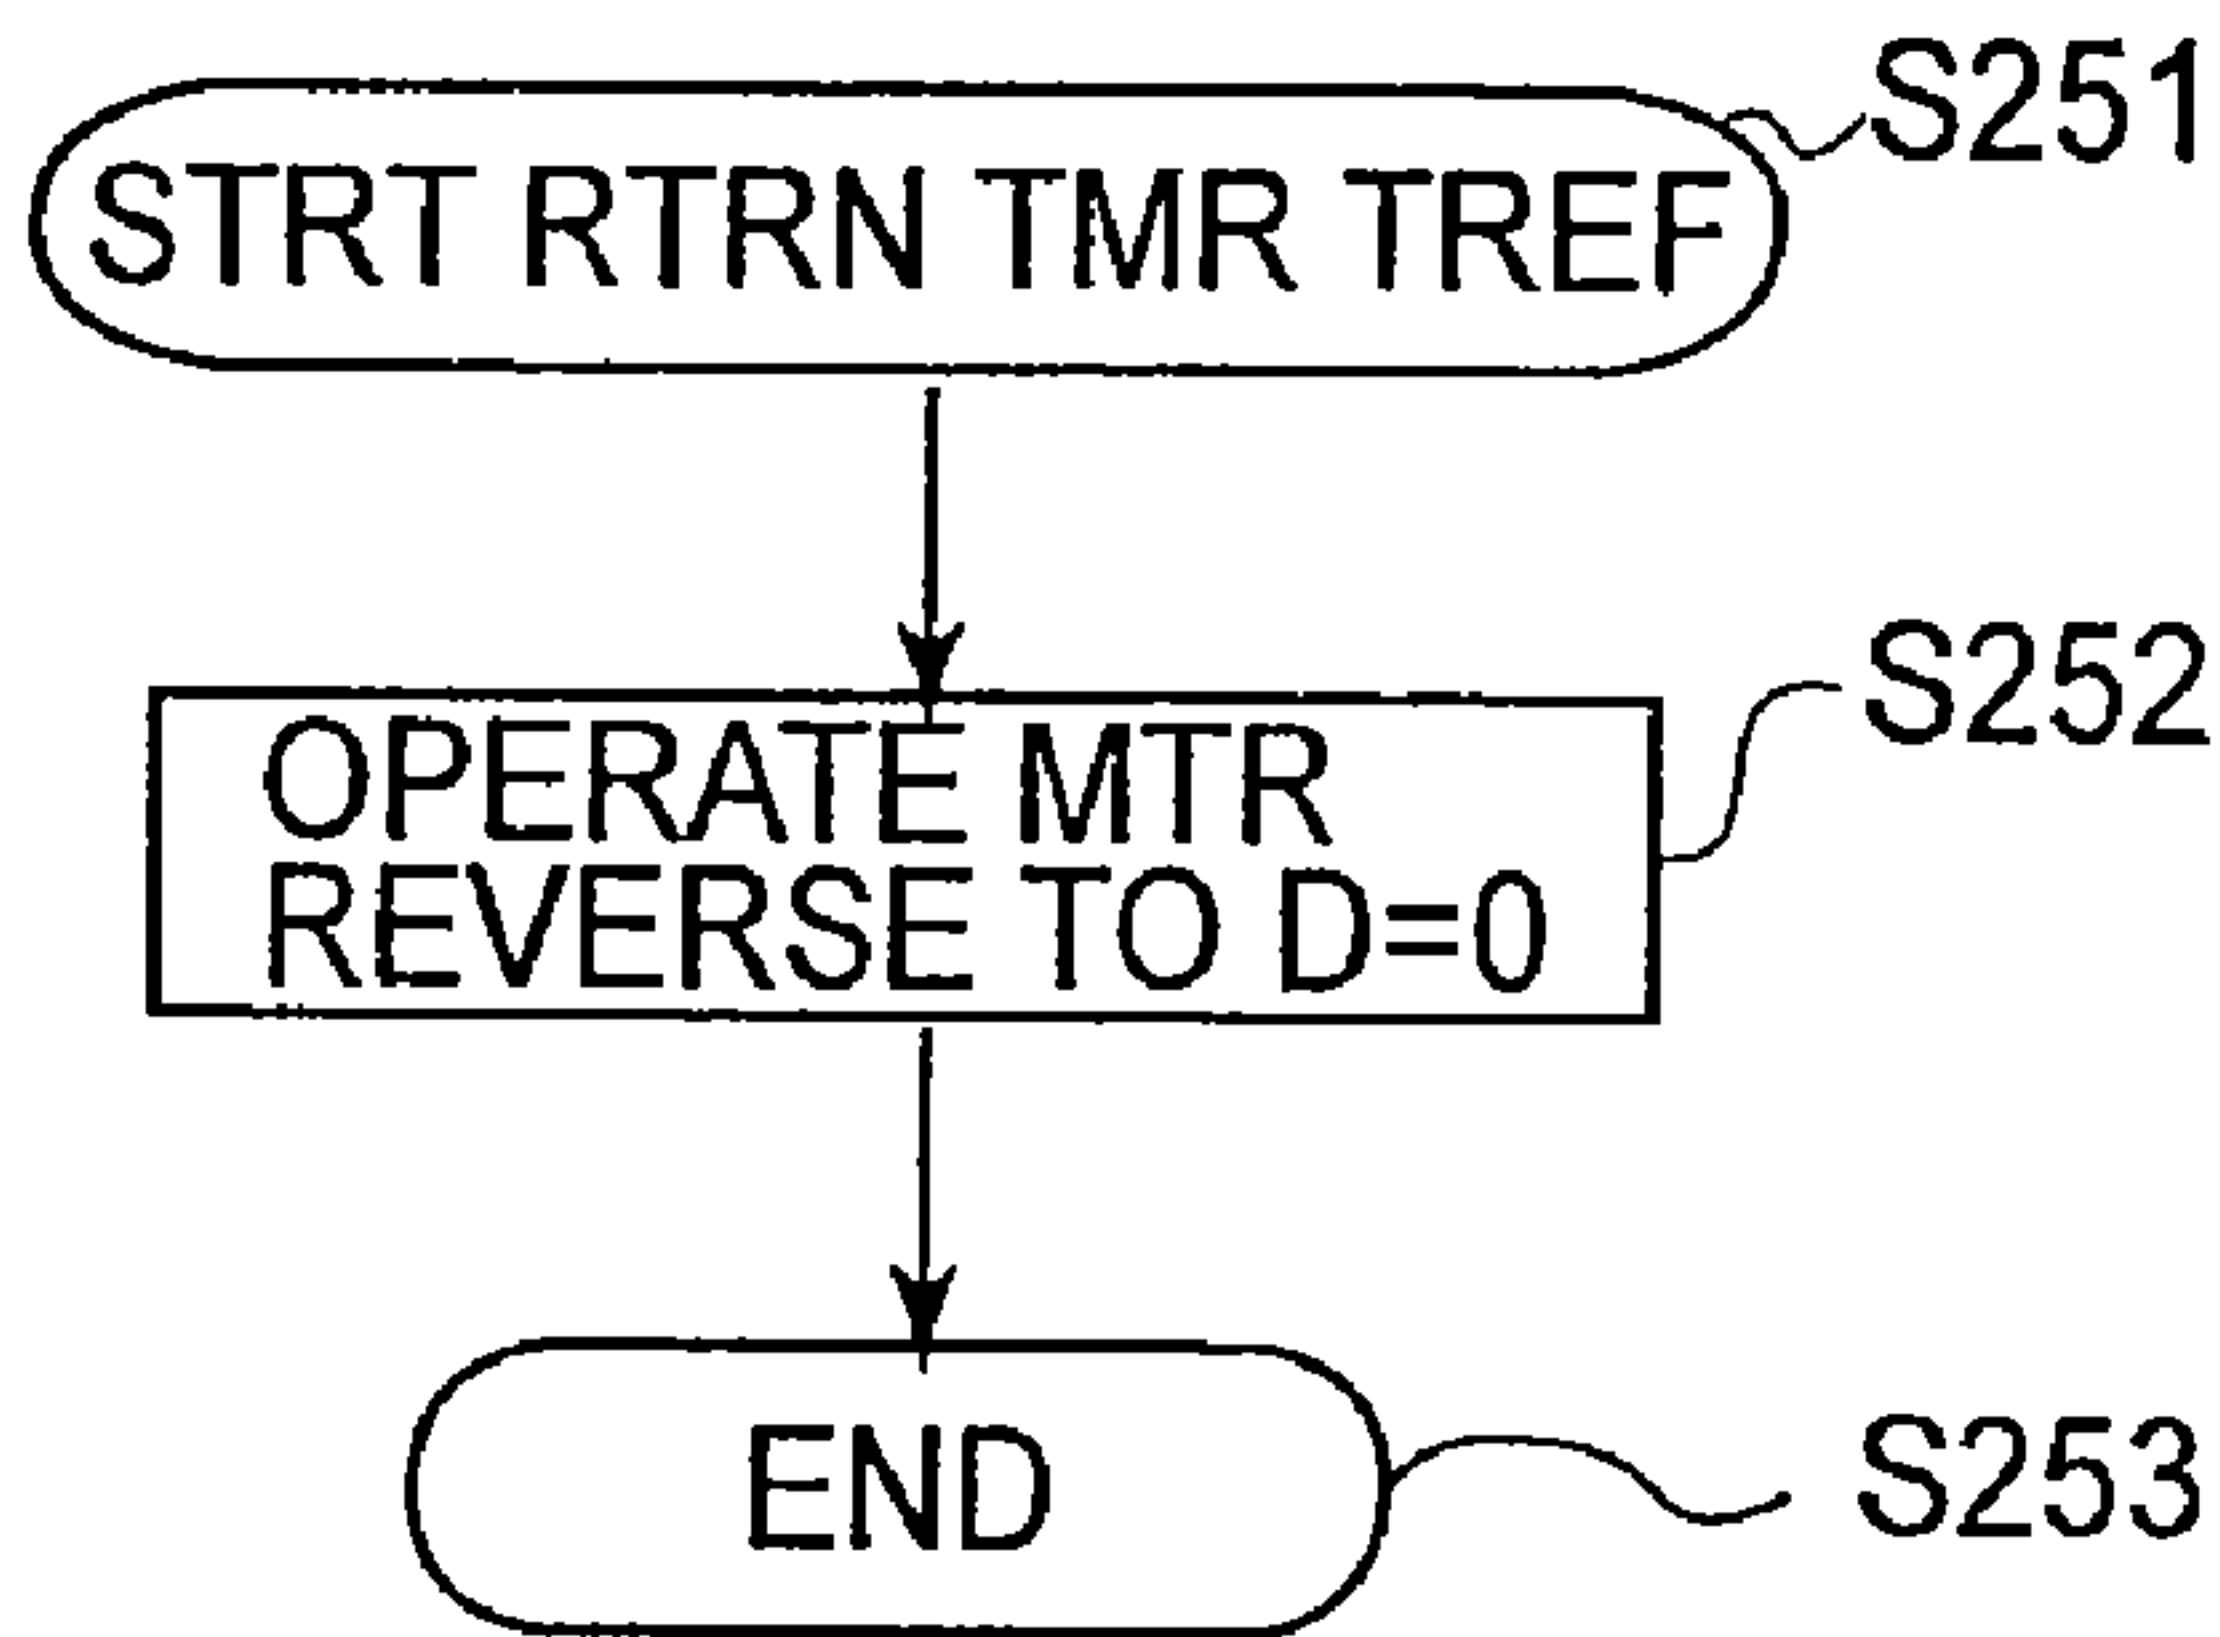 S251
STRT RTRN TMR TREF
S252
OPERATE MTR
REVERSE TO D=0
S253
END